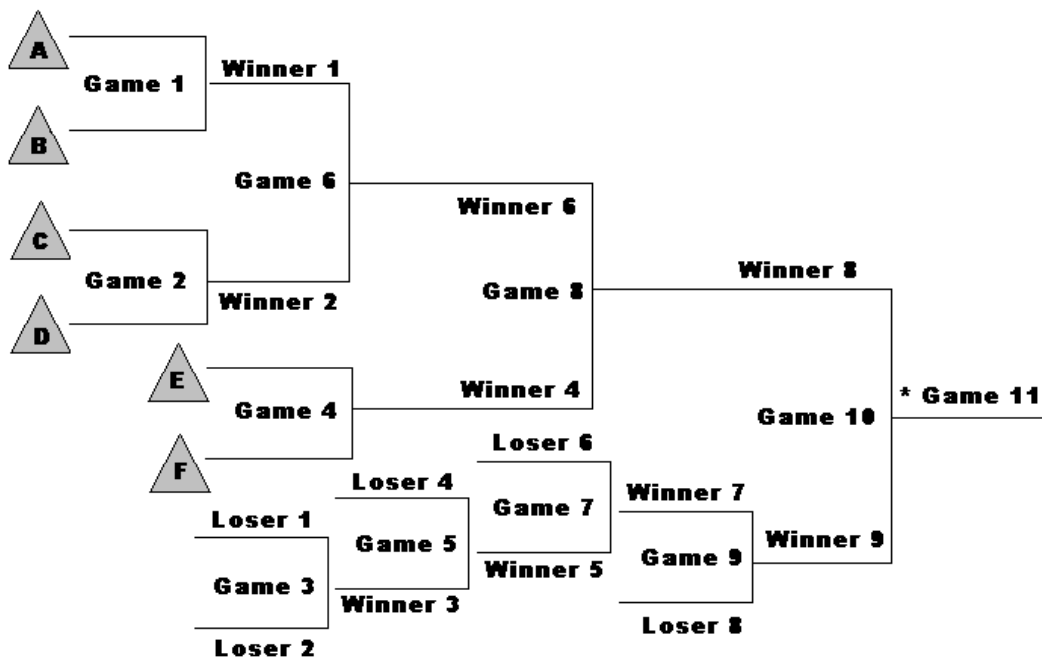 A
Winner 1
Game 1
B
Game 6
Winner 6
C
Game 2
Winner 2
D
Game 8
Winner 8
E
Winner 4
Game 4
F
* Game 11
Game 10
Loser 6
Loser 4
Game 7
Winner 7
Loser 1
Game 5
Winner 9
Game 9
Winner 5
Game 3
Winner 3
Loser 8
Loser 2